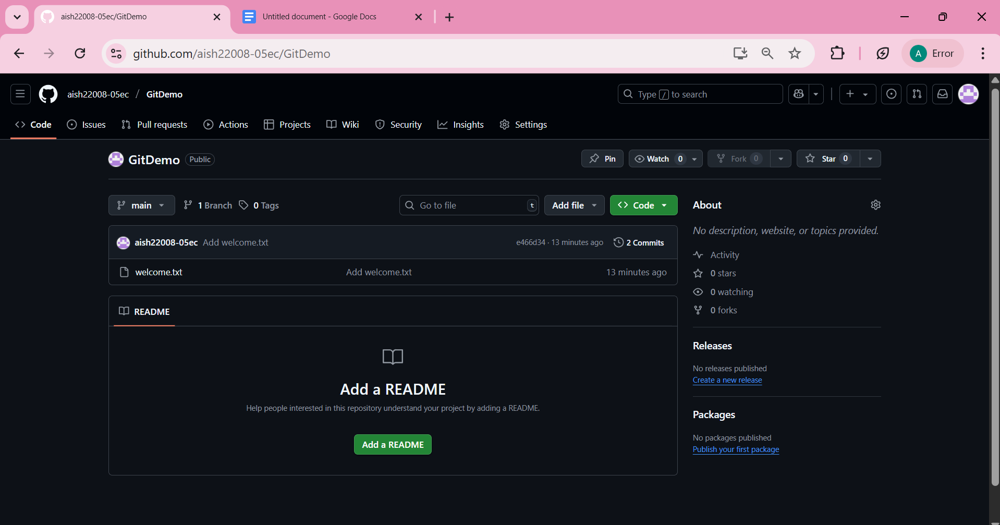 aish22008-05ec/GitDemo
Untitled document - Google Docs
github.com/aish22008-05ec/GitDemo
A Error
aish22008-05ec / GitDemo
Type / to search
Code Issues Pull requests Actions Projects Wiki Security Insights Settings
GitDemo Public
Pin Watch 0 Fork 0 Star 0
main 1 Branch 0 Tags
Go to file t
Add file Code
About
No description, website, or topics provided.
aish22008-05ec Add welcome.txt e466d34 · 13 minutes ago 2 Commits
welcome.txt Add welcome.txt 13 minutes ago
Activity
0 stars
0 watching
0 forks
README
Add a README
Help people interested in this repository understand your project by adding a README.
Add a README
Releases
No releases published
Create a new release
Packages
No packages published
Publish your first package